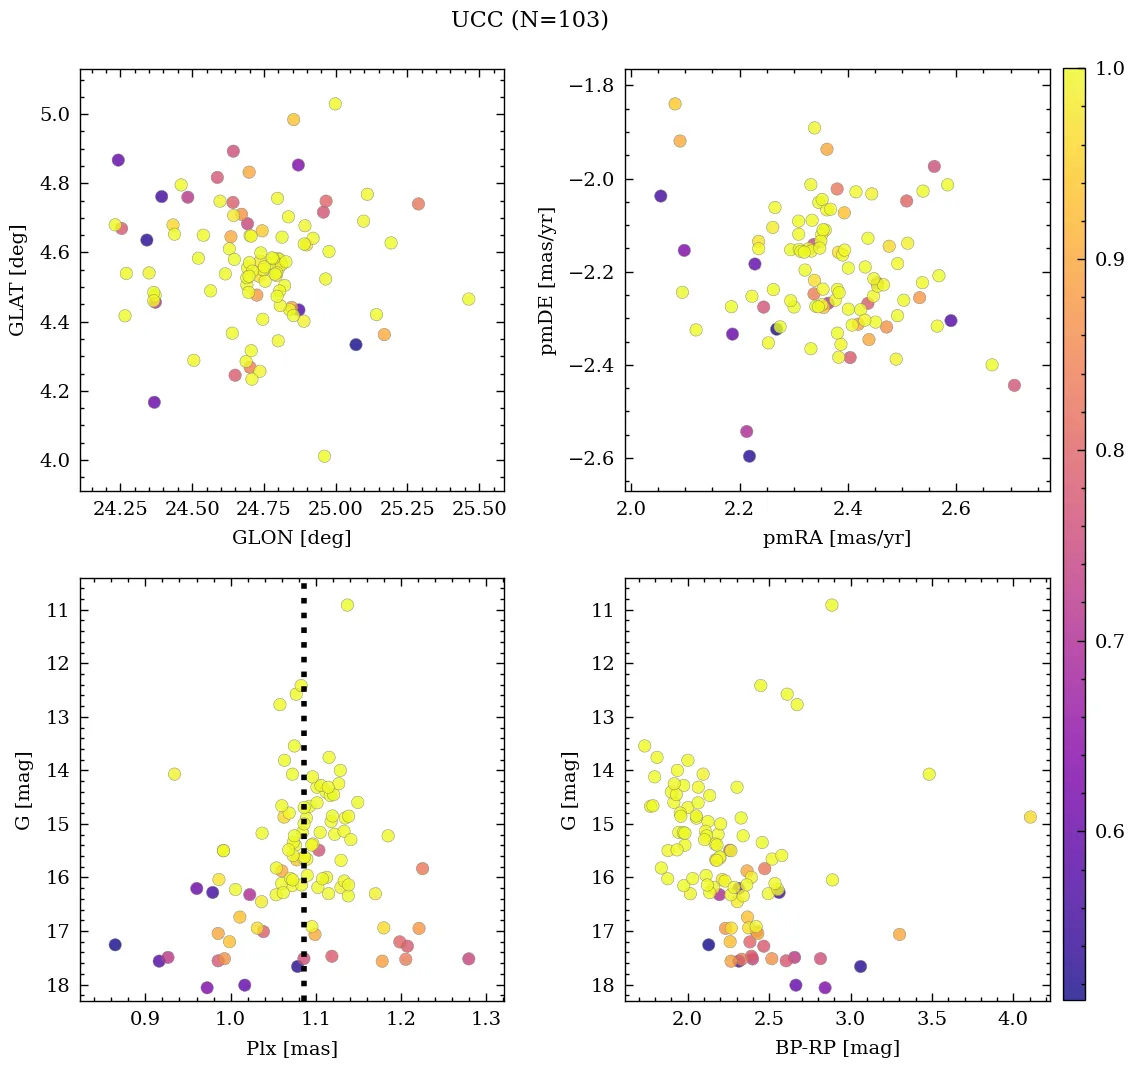 UCC (N=103)
5.0
4.8
4.6
4.4
4.2
4.0
GLAT [deg]
24.25 24.50 24.75 25.00 25.25 25.50
GLON [deg]
−1.8
−2.0
−2.2
−2.4
−2.6
pmDE [mas/yr]
2.0 2.2 2.4 2.6
pmRA [mas/yr]
1.0
0.9
0.8
0.7
0.6
11
12
13
14
15
16
17
18
G [mag]
0.9 1.0 1.1 1.2 1.3
Plx [mas]
11
12
13
14
15
16
17
18
G [mag]
2.0 2.5 3.0 3.5 4.0
BP-RP [mag]